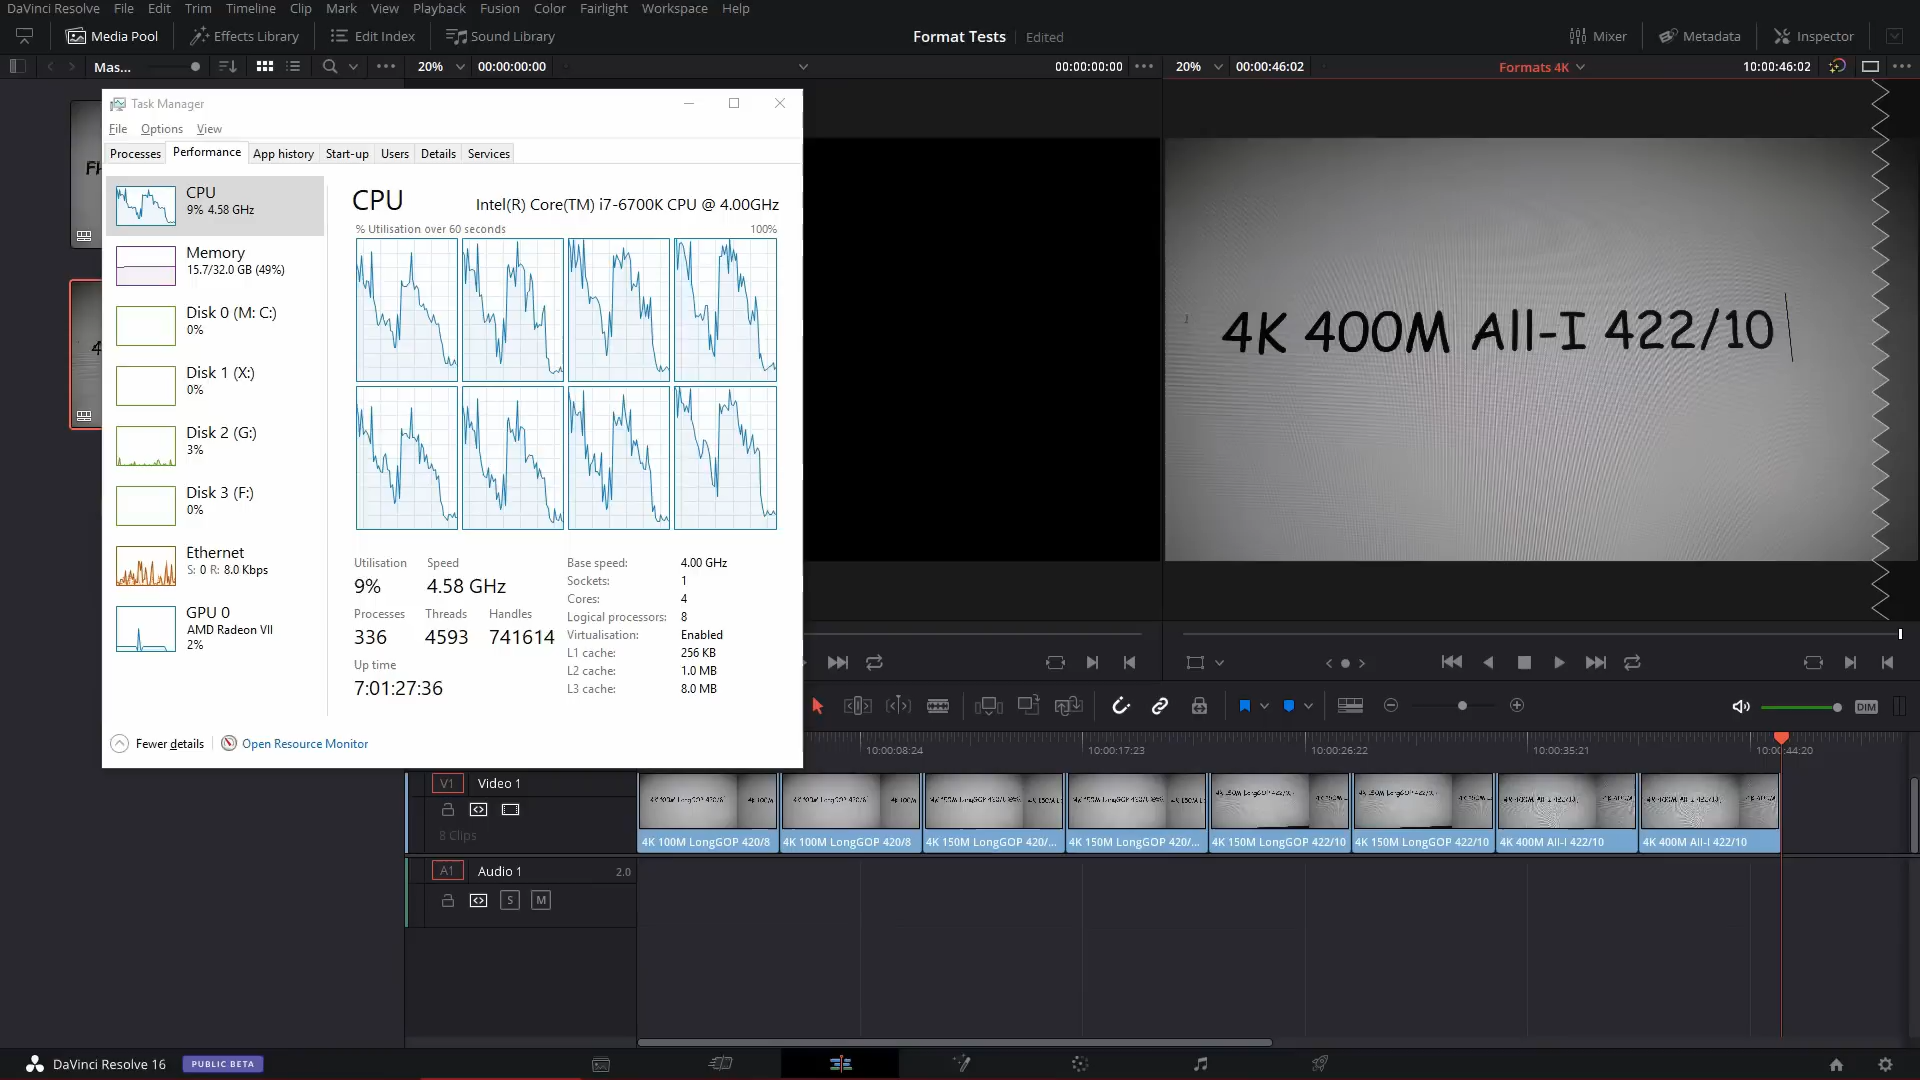 DaVinci Resolve File Edit Trim Timeline Clip Mark View Playback Fusion Color Fairlight Workspace Help
Media Pool Effects Library Edit Index Sound Library Format Tests Edited Mixer Metadata Inspector
Mas... 20% 00:00:00:00 00:00:00:00 20% 00:00:46:02 Formats 4K 10:00:46:02
Task Manager
File Options View
Processes Performance App history Start-up Users Details Services
CPU
9% 4.58 GHz
Memory
15.7/32.0 GB (49%)
Disk 0 (M: C:)
0%
Disk 1 (X:)
0%
Disk 2 (G:)
3%
Disk 3 (F:)
0%
Ethernet
S: 0 R: 8.0 Kbps
GPU 0
AMD Radeon VII
2%
CPU Intel(R) Core(TM) i7-6700K CPU @ 4.00GHz
% Utilisation over 60 seconds 100%
Utilisation Speed
9% 4.58 GHz
Processes Threads Handles
336 4593 741614
Up time
7:01:27:36
Base speed: 4.00 GHz
Sockets: 1
Cores: 4
Logical processors: 8
Virtualisation: Enabled
L1 cache: 256 KB
L2 cache: 1.0 MB
L3 cache: 8.0 MB
Fewer details Open Resource Monitor
4K 400M All-I 422/10
DIM
10:00:08:24 10:00:17:23 10:00:26:22 10:00:35:21 10:00:44:20
V1 Video 1
8 Clips
4K 100M LongGOP 420/8 4K 100M LongGOP 420/8 4K 150M LongGOP 420/... 4K 150M LongGOP 420/... 4K 150M LongGOP 422/10 4K 150M LongGOP 422/10 4K 400M All-I 422/10 4K 400M All-I 422/10
A1 Audio 1 2.0
S M
DaVinci Resolve 16 PUBLIC BETA